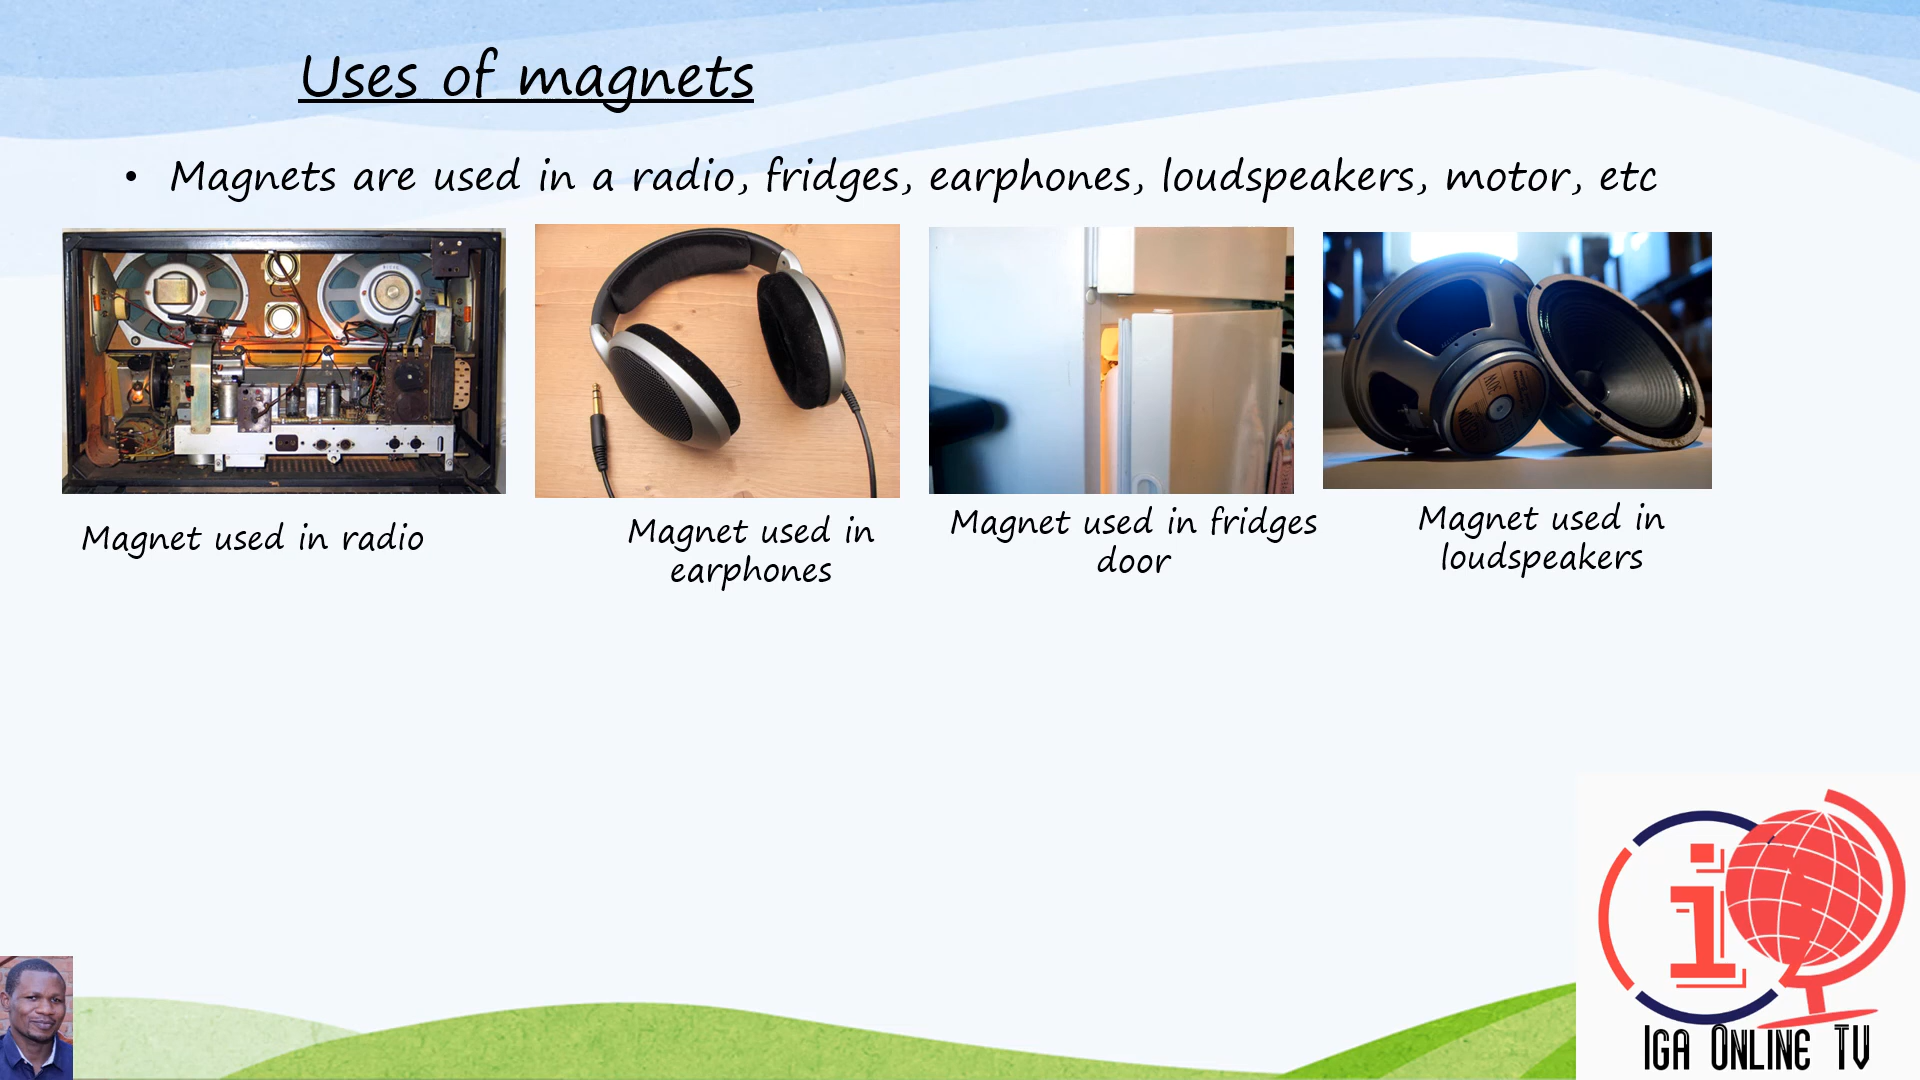 Uses of magnets
• Magnets are used in a radio, fridges, earphones, loudspeakers, motor, etc
Magnet used in radio
Magnet used in
earphones
Magnet used in fridges
door
Magnet used in
loudspeakers
IGA ONLINE TV